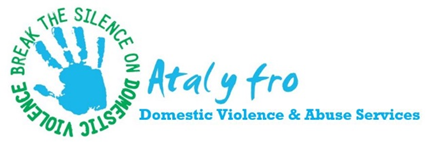 BREAK THE SILENCE ON DOMESTIC VIOLENCE
Atal y fro
Domestic Violence & Abuse Services